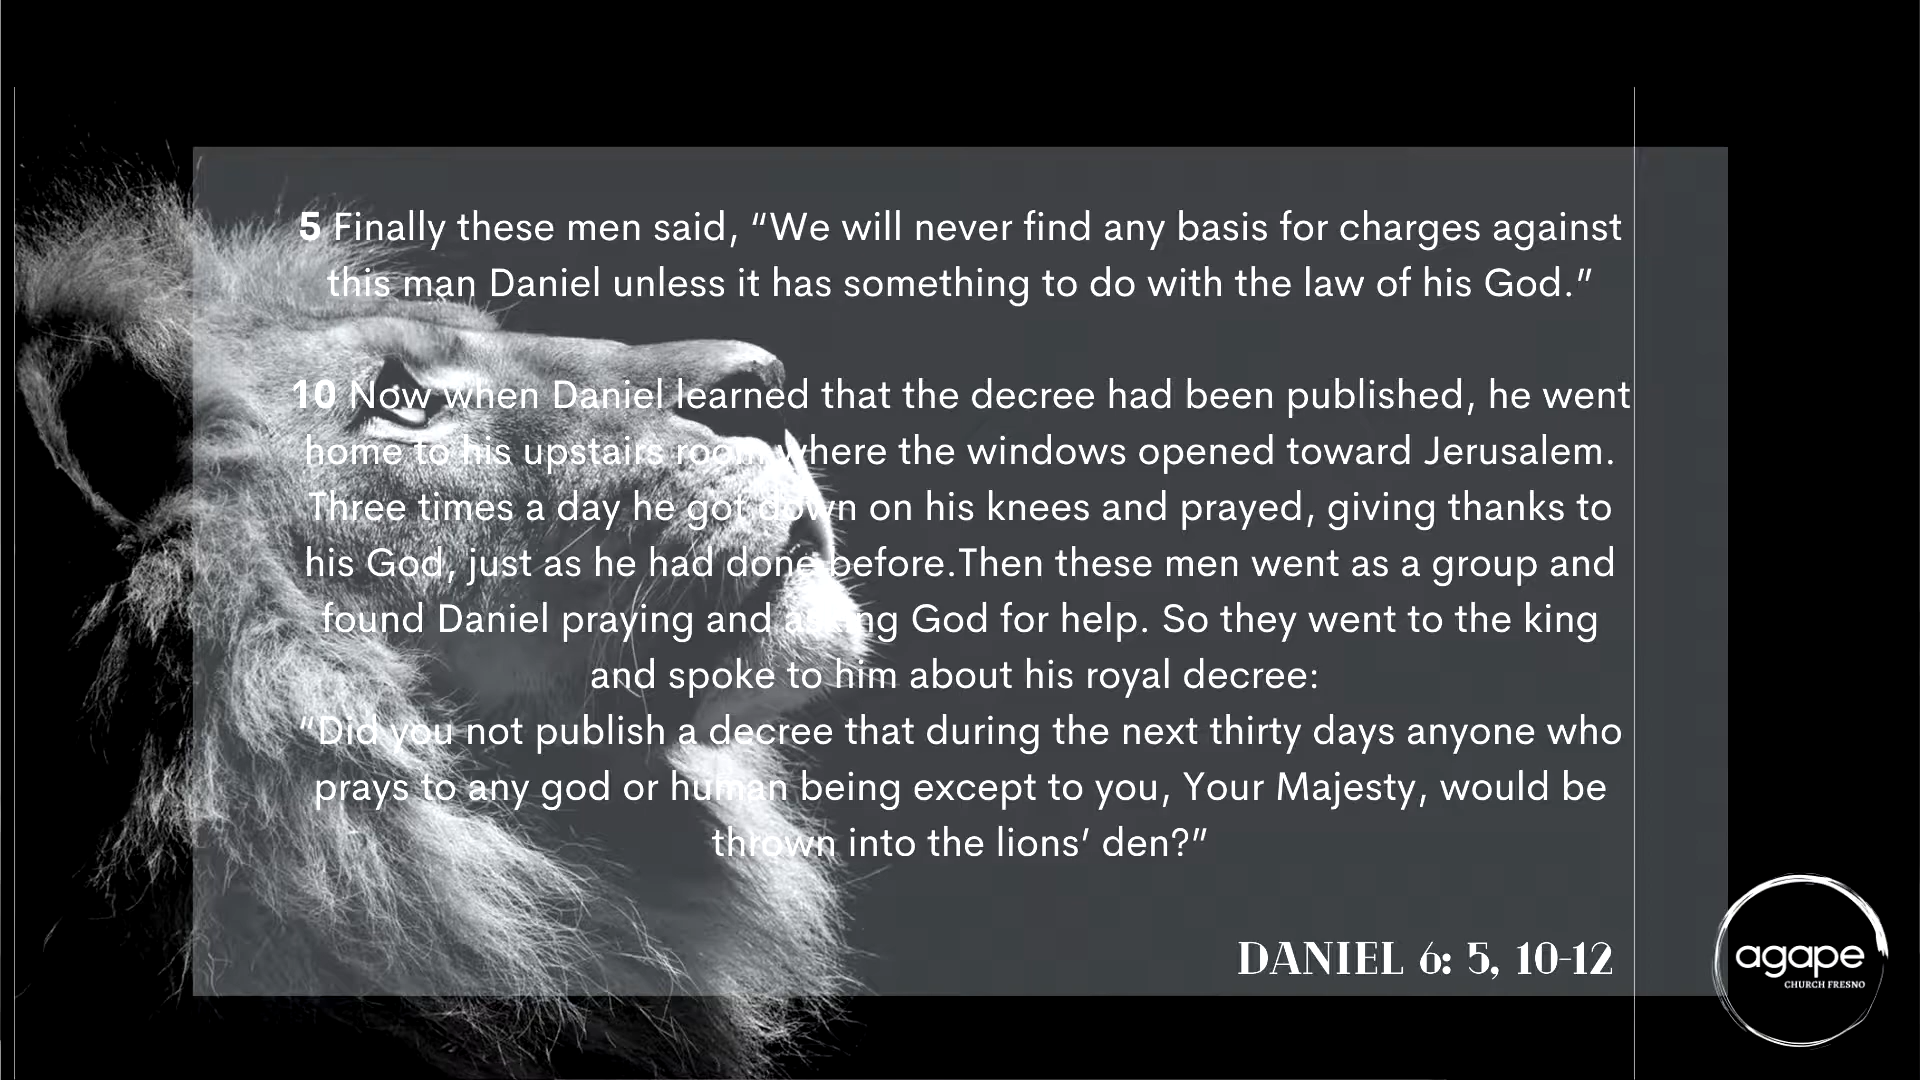 5 Finally these men said, “We will never find any basis for charges against
this man Daniel unless it has something to do with the law of his God.”
10 Now when Daniel learned that the decree had been published, he went
home to his upstairs room where the windows opened toward Jerusalem.
Three times a day he got down on his knees and prayed, giving thanks to
his God, just as he had done before.Then these men went as a group and
found Daniel praying and asking God for help. So they went to the king
and spoke to him about his royal decree:
“Did you not publish a decree that during the next thirty days anyone who
prays to any god or human being except to you, Your Majesty, would be
thrown into the lions’ den?”
DANIEL 6: 5, 10-12
agape
CHURCH FRESNO